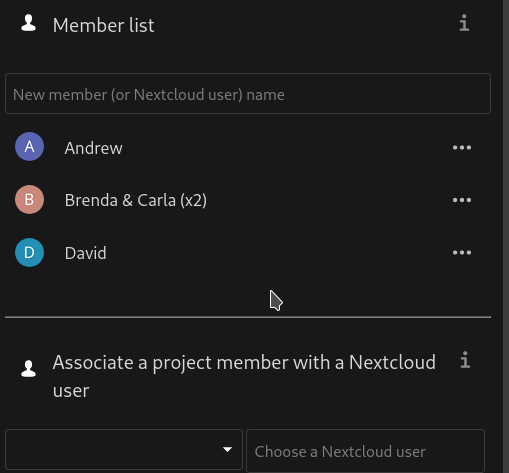 Member list
New member (or Nextcloud user) name
A Andrew
B Brenda & Carla (x2)
D David
Associate a project member with a Nextcloud
user
Choose a Nextcloud user